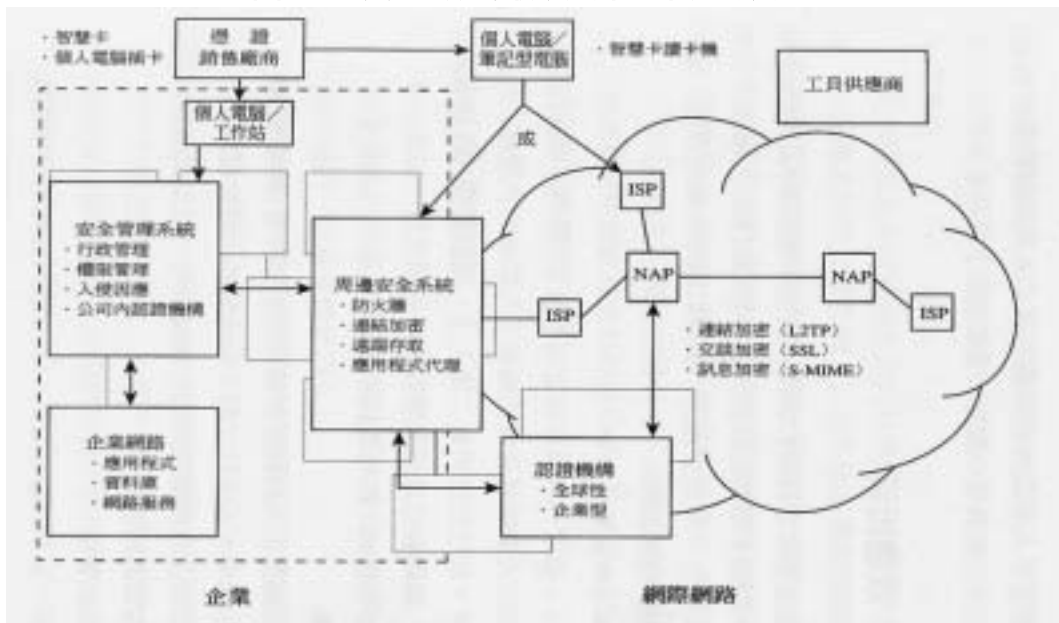 ・智慧卡
・個人電腦插卡
憑證
銷售廠商
個人電腦／
筆記型電腦
・智慧卡讀卡機
工具供應商
個人電腦／
工作站
或
ISP
安全管理系統
・行政管理
・權限管理
・入侵因應
・公司內認證機構
周邊安全系統
・防火牆
・連結加密
・遠端存取
・應用程式代理
NAP
NAP
ISP
ISP
・連結加密（L2TP）
・交談加密（SSL）
・訊息加密（S-MIME）
企業網路
・應用程式
・資料庫
・網路服務
認證機構
・全球性
・企業型
企業
網際網路